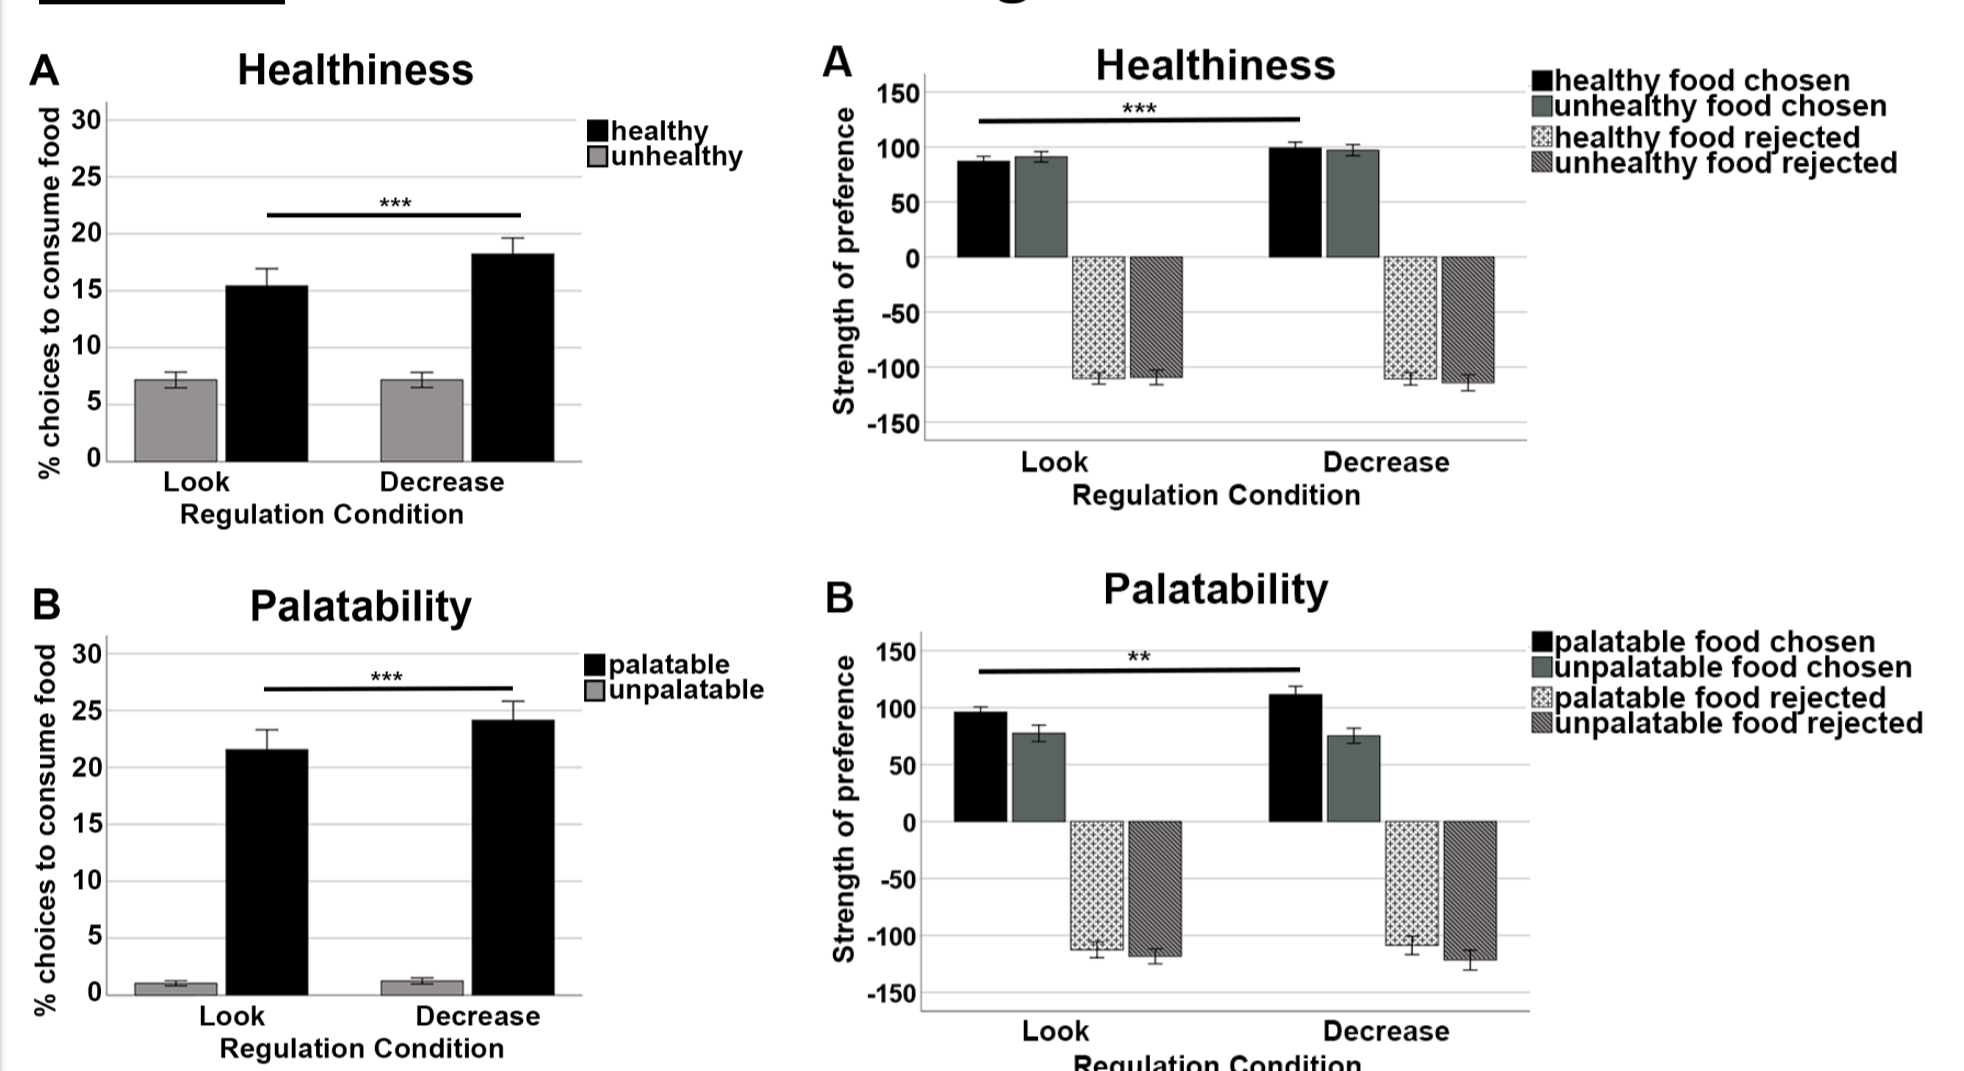 A
Healthiness
% choices to consume food
30
25
20
15
10
5
0
***
healthy
unhealthy
Look
Decrease
Regulation Condition
A
Healthiness
Strength of preference
150
100
50
0
-50
-100
-150
***
healthy food chosen
unhealthy food chosen
healthy food rejected
unhealthy food rejected
Look
Decrease
Regulation Condition
B
Palatability
% choices to consume food
30
25
20
15
10
5
0
***
palatable
unpalatable
Look
Decrease
Regulation Condition
B
Palatability
Strength of preference
150
100
50
0
-50
-100
-150
**
palatable food chosen
unpalatable food chosen
palatable food rejected
unpalatable food rejected
Look
Decrease
Regulation Condition